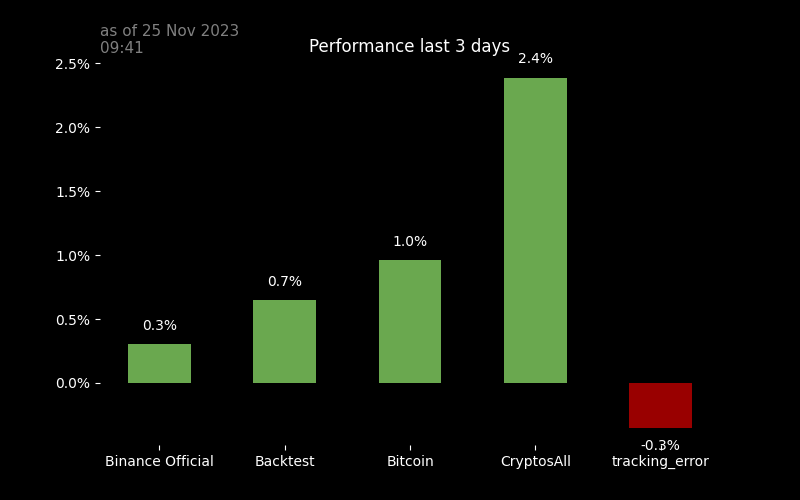 as of 25 Nov 2023
09:41
Performance last 3 days
2.5%
2.0%
1.5%
1.0%
0.5%
0.0%
0.3%
0.7%
1.0%
2.4%
-0.3%
Binance Official
Backtest
Bitcoin
CryptosAll
tracking_error